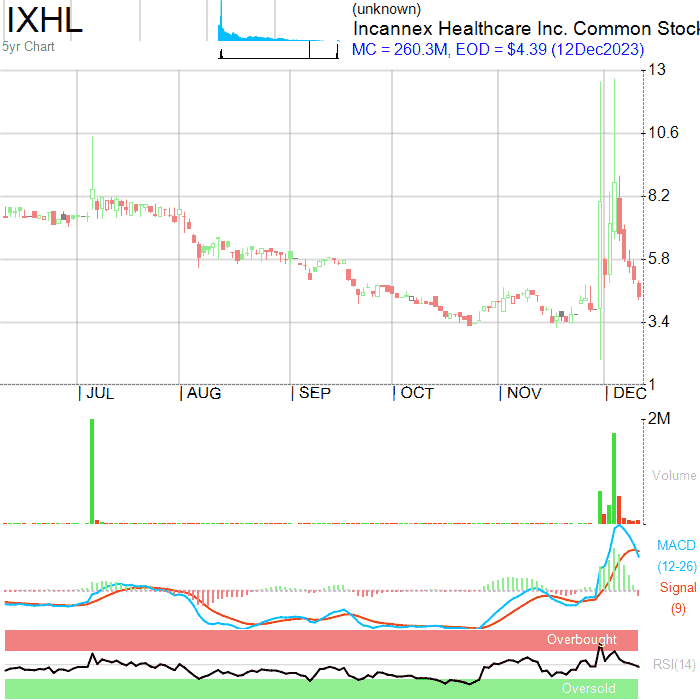 IXHL
5yr Chart
(unknown)
Incannex Healthcare Inc. Common Stock
MC = 260.3M, EOD = $4.39 (12Dec2023)
13
10.6
8.2
5.8
3.4
1
| JUL | AUG | SEP | OCT | NOV | DEC
2M
Volume
MACD
(12-26)
Signal
(9)
Overbought
RSI(14)
Oversold